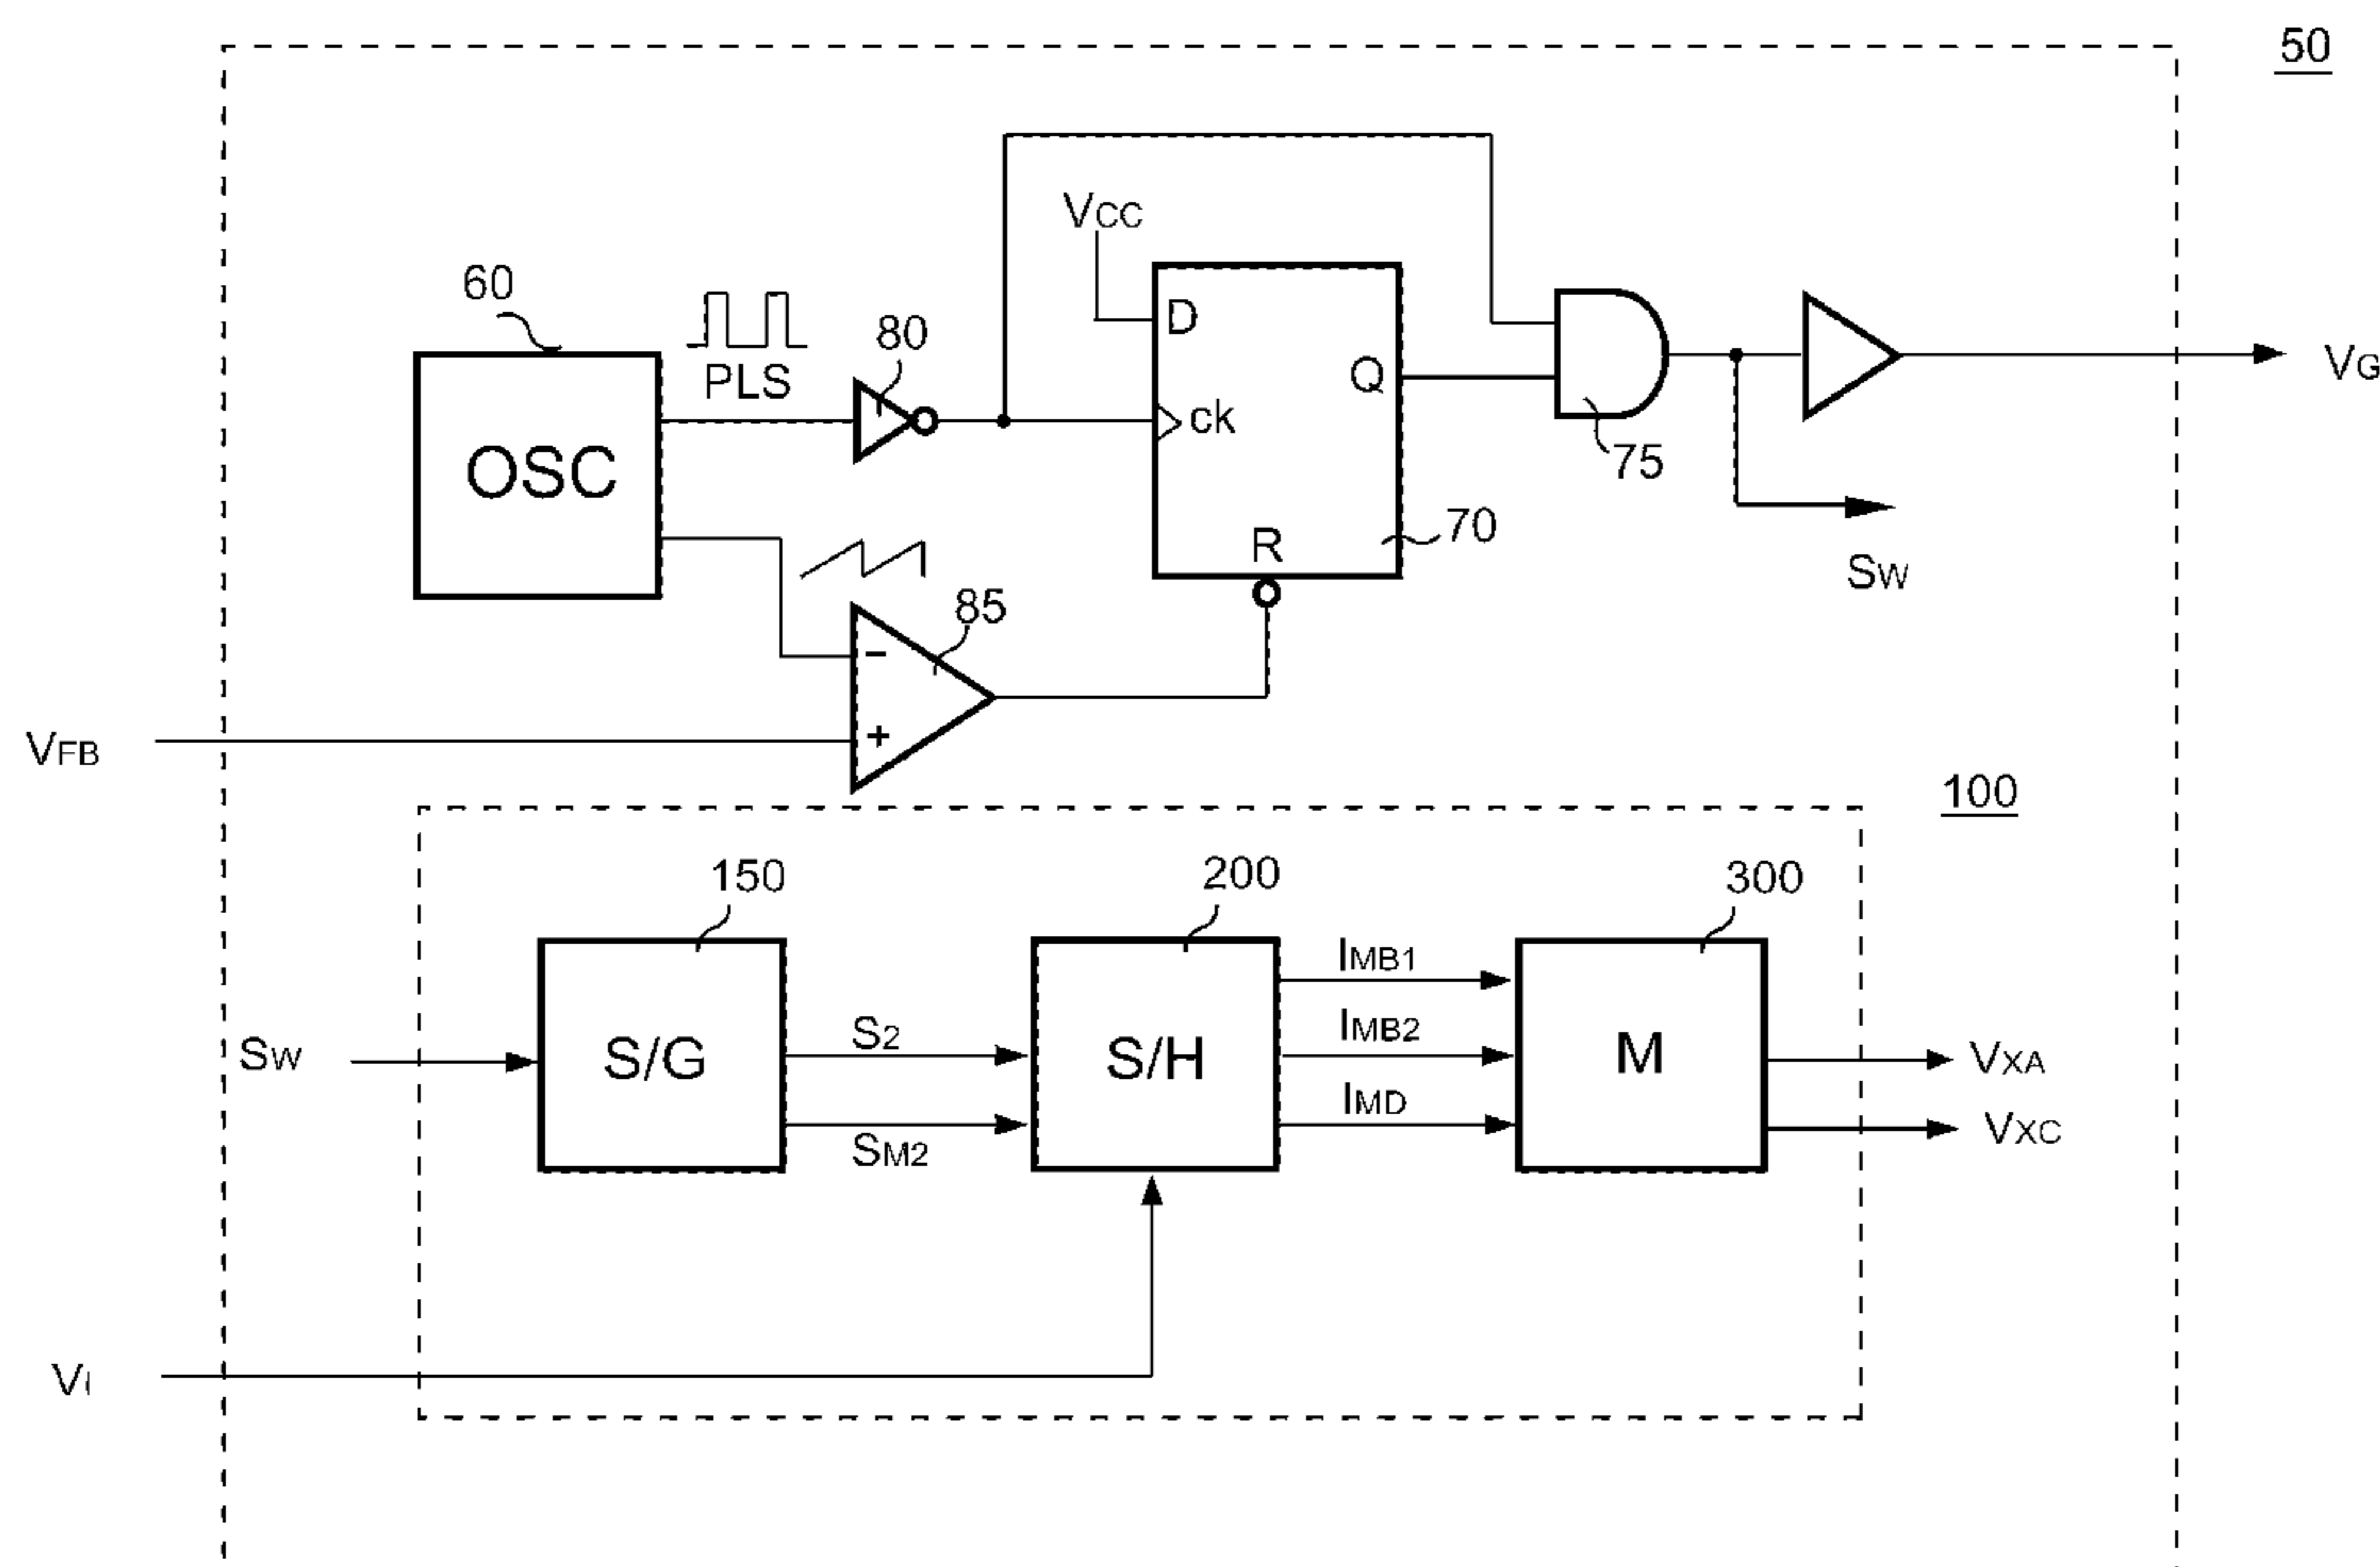 50
VCC
60
PLS
80
D
Q
ck
OSC
75
VG
R
70
SW
85
−
+
VFB
100
150
200
300
IMB1
S/G
S2
S/H
IMB2
M
SW
SM2
IMD
VXA
VXC
VI